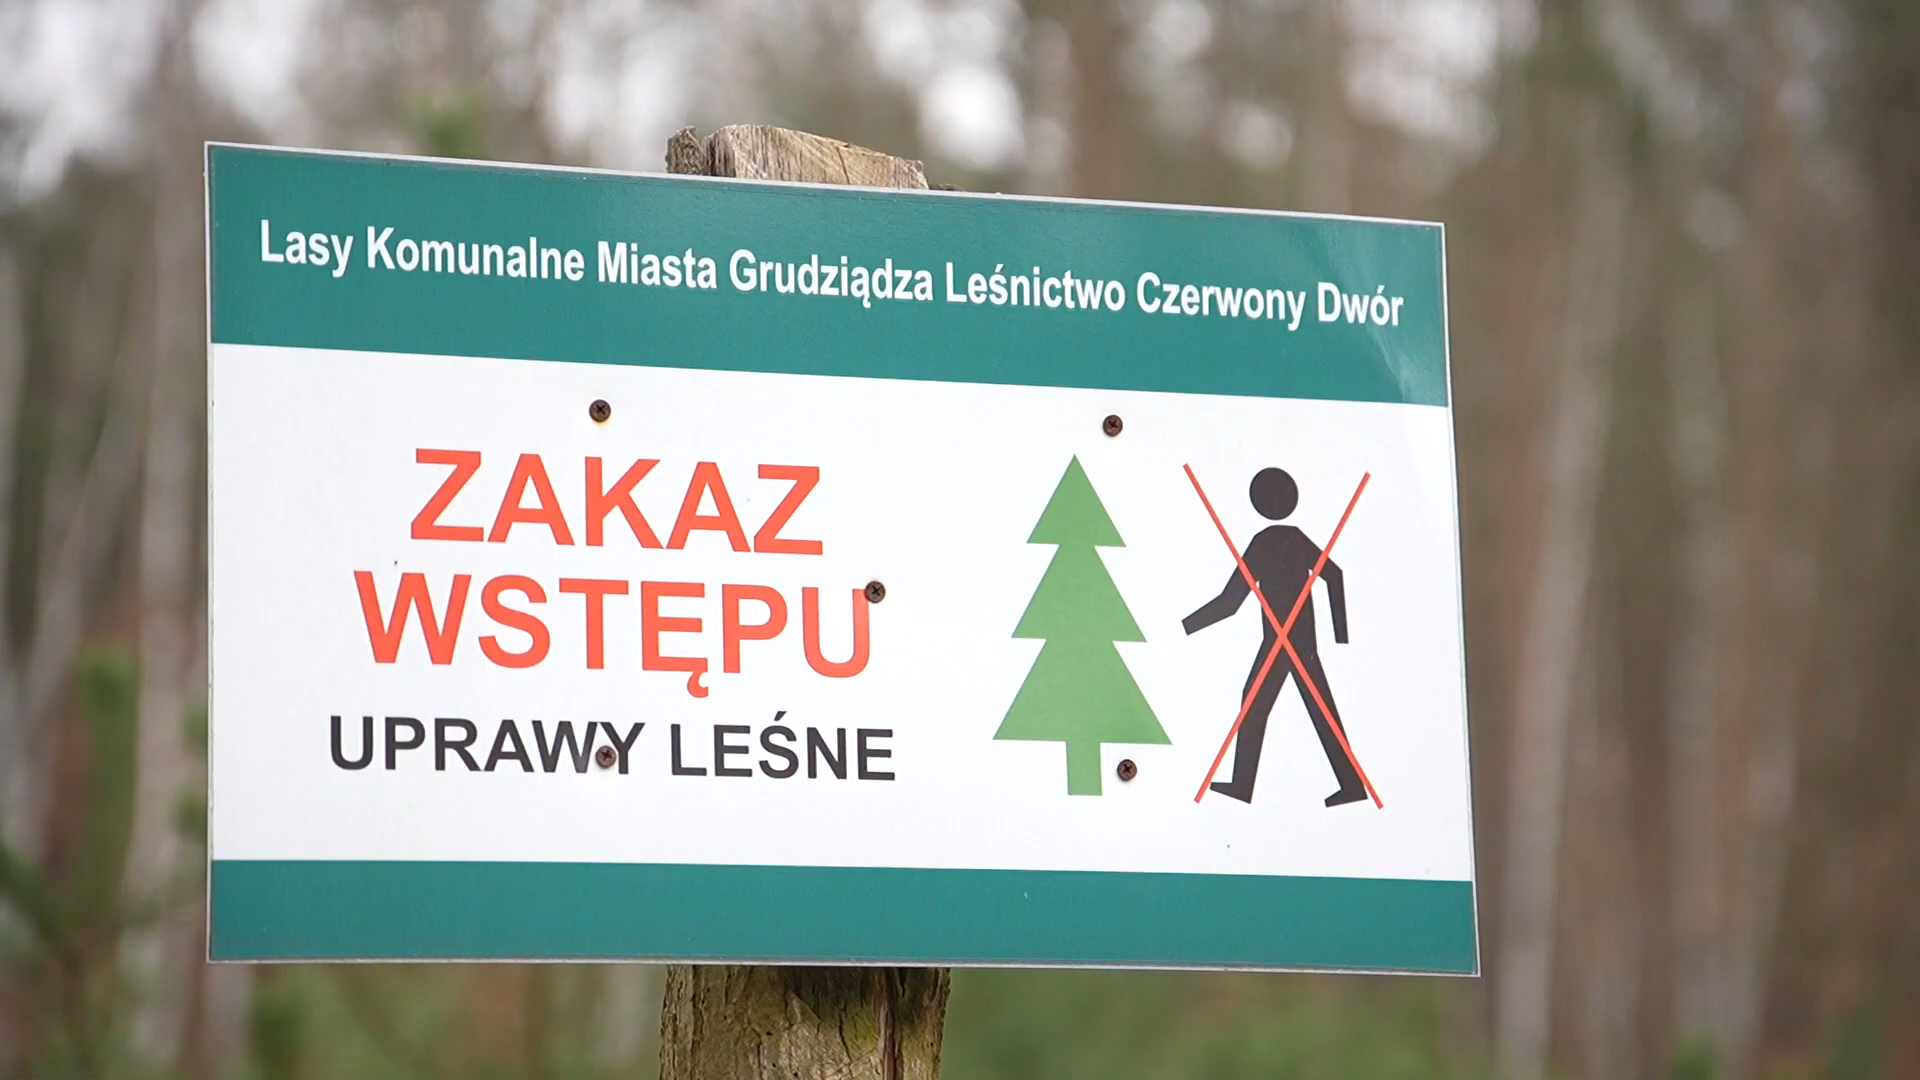 Lasy Komunalne Miasta Grudziądza Leśnictwo Czerwony Dwór
ZAKAZ
WSTĘPU
UPRAWY LEŚNE